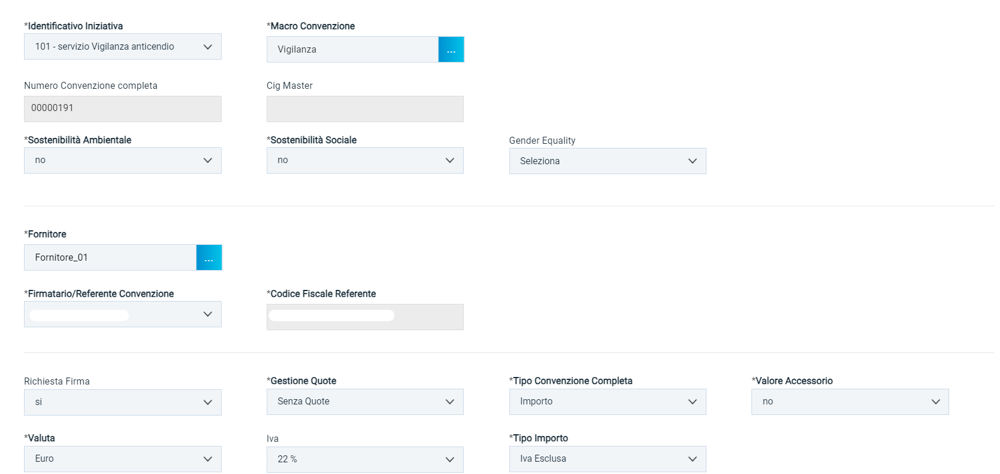 *Identificativo Iniziativa
101 - servizio Vigilanza anticendio
*Macro Convenzione
Vigilanza
...
Numero Convenzione completa
00000191
Cig Master
*Sostenibilità Ambientale
no
*Sostenibilità Sociale
no
Gender Equality
Seleziona
*Fornitore
Fornitore_01
...
*Firmatario/Referente Convenzione
*Codice Fiscale Referente
Richiesta Firma
si
*Gestione Quote
Senza Quote
*Tipo Convenzione Completa
Importo
*Valore Accessorio
no
*Valuta
Euro
Iva
22 %
*Tipo Importo
Iva Esclusa